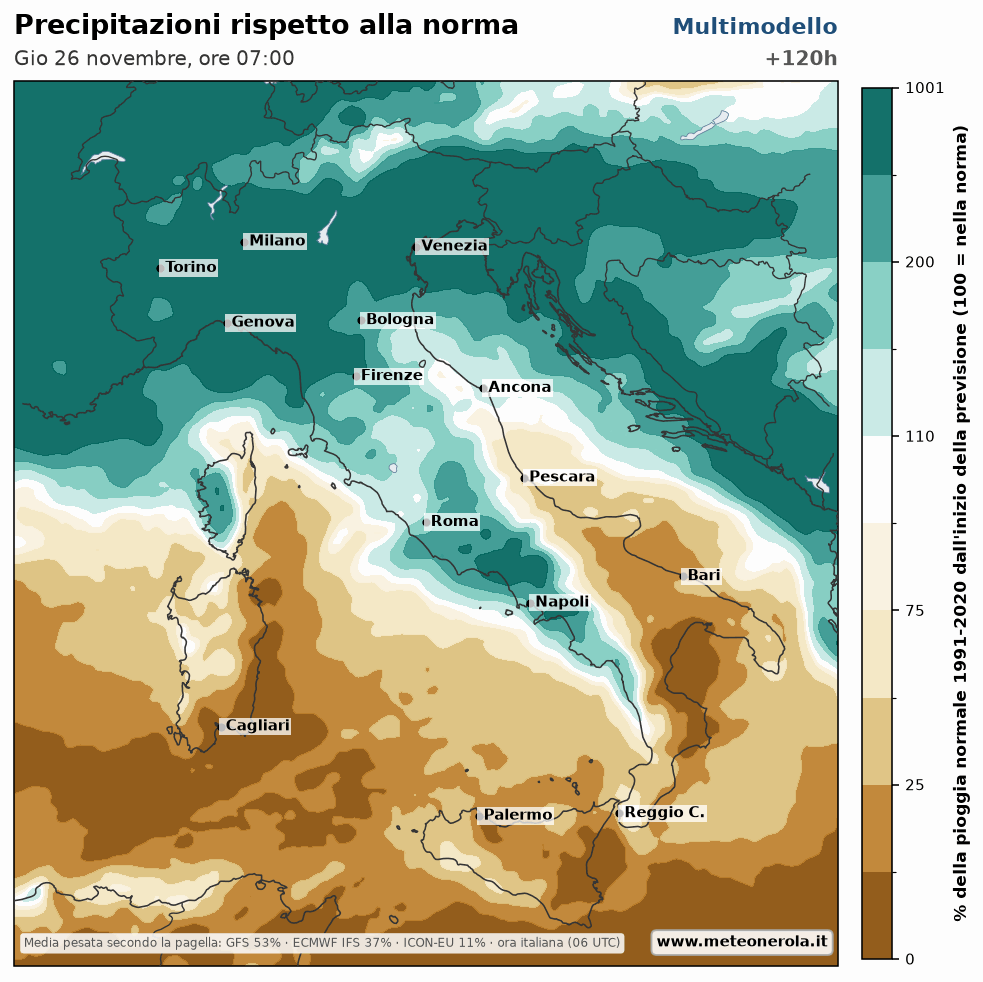 Precipitazioni rispetto alla norma
Multimodello
Gio 26 novembre, ore 07:00
+120h
Milano
Venezia
Torino
Genova
Bologna
Firenze
Ancona
Pescara
Roma
Bari
Napoli
Cagliari
Palermo
Reggio C.
Media pesata secondo la pagella: GFS 53% · ECMWF IFS 37% · ICON-EU 11% · ora italiana (06 UTC)
www.meteonerola.it
1001
200
110
75
25
0
% della pioggia normale 1991-2020 dall'inizio della previsione (100 = nella norma)